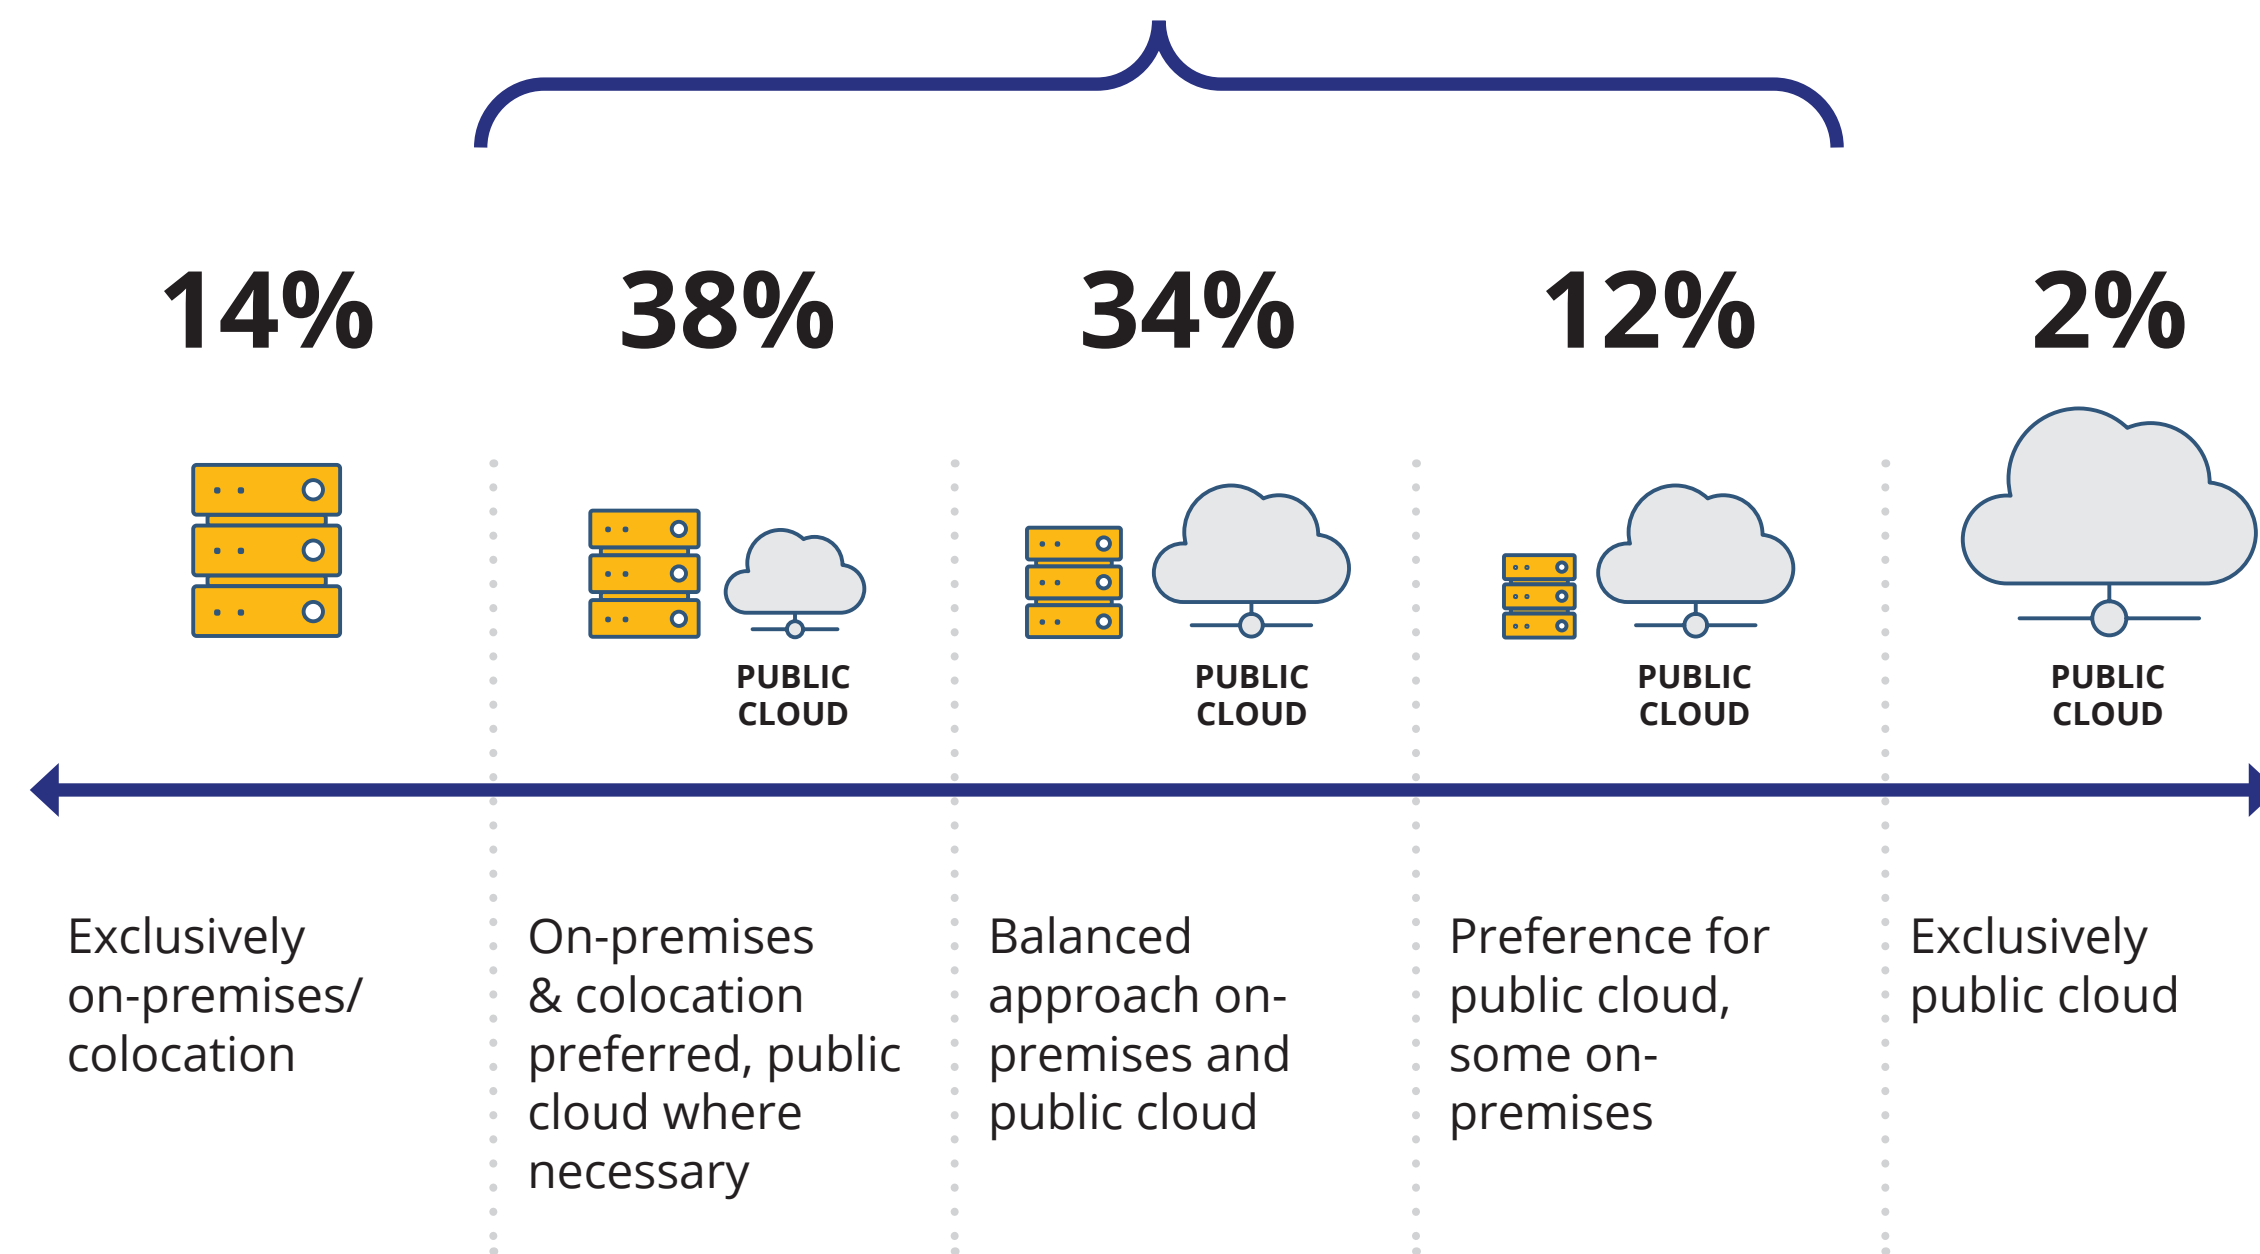 14%
38%
34%
12%
2%
PUBLIC
CLOUD
PUBLIC
CLOUD
PUBLIC
CLOUD
PUBLIC
CLOUD
Exclusively
on-premises/
colocation
On-premises
& colocation
preferred, public
cloud where
necessary
Balanced
approach on-
premises and
public cloud
Preference for
public cloud,
some on-
premises
Exclusively
public cloud